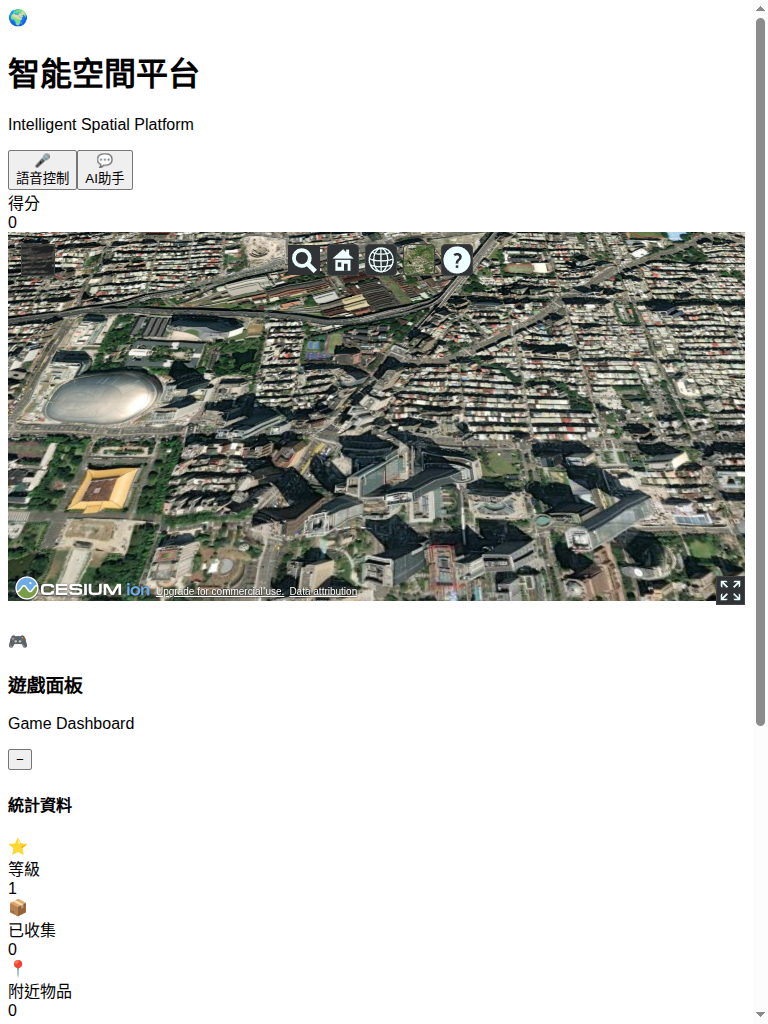 智能空間平台
Intelligent Spatial Platform
語音控制
AI助手
得分
0
CESIUM ion Upgrade for commercial use. Data attribution
遊戲面板
Game Dashboard
−
統計資料
等級
1
已收集
0
附近物品
0